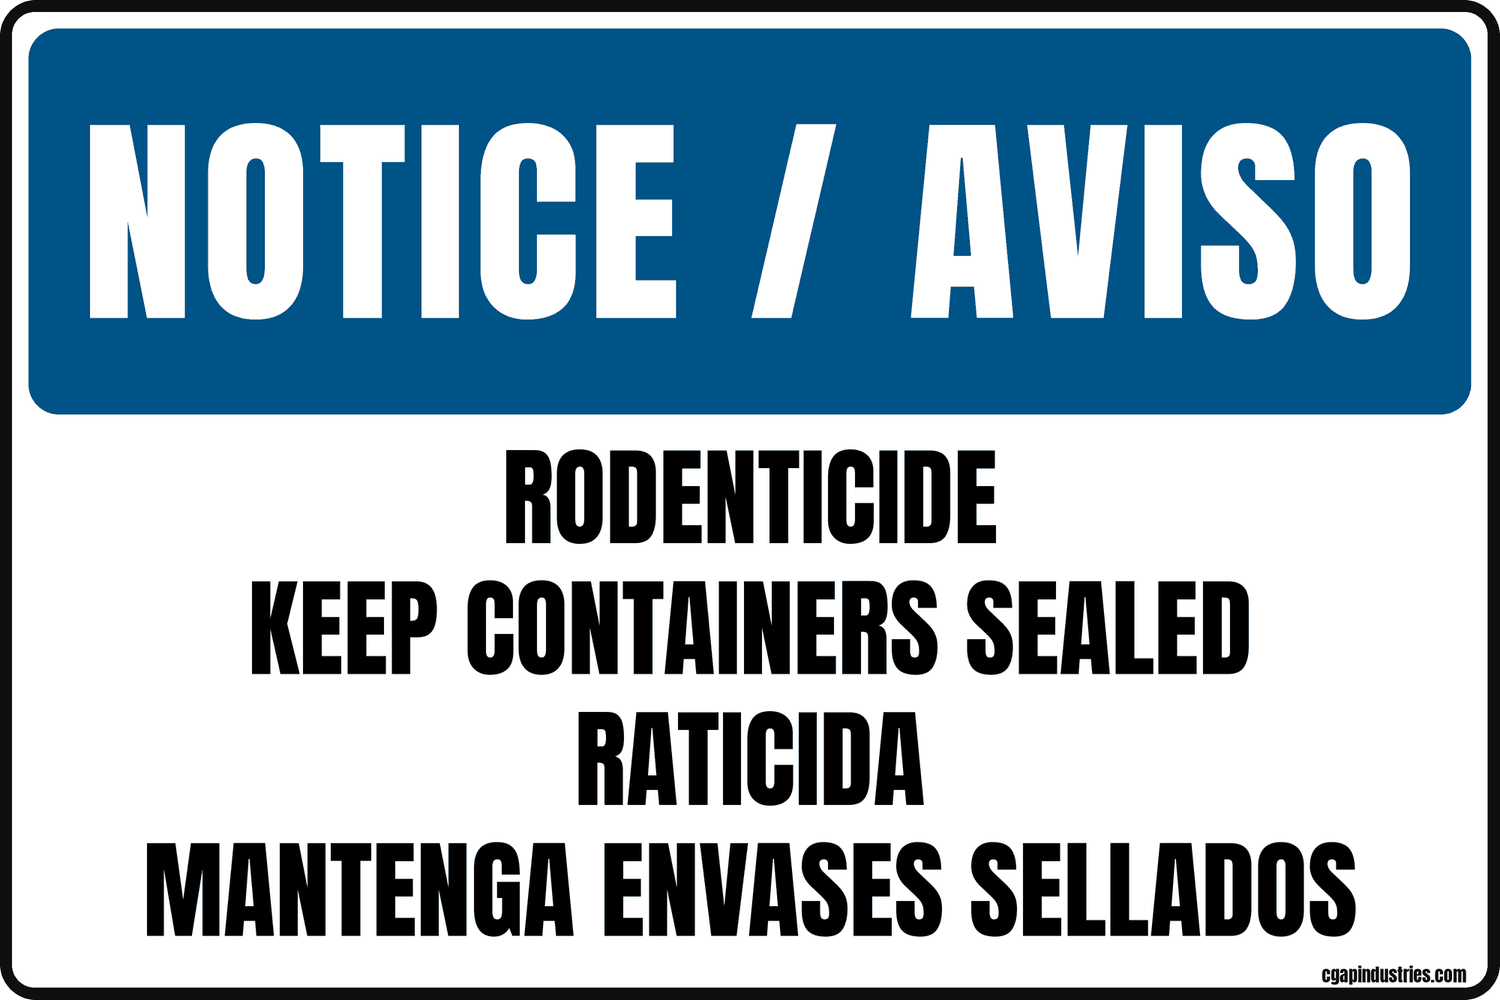 NOTICE / AVISO
RODENTICIDE
KEEP CONTAINERS SEALED
RATICIDA
MANTENGA ENVASES SELLADOS
cgapindustries.com